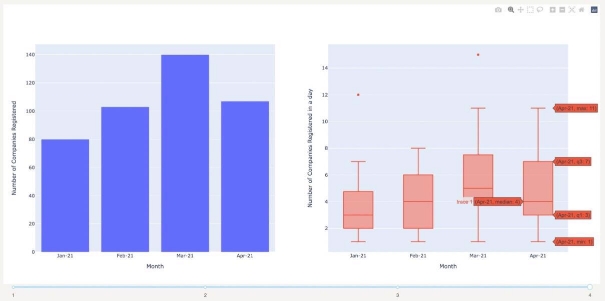 140
120
100
80
60
40
20
0
Number of Companies Registered
Jan-21
Feb-21
Mar-21
Apr-21
Month
14
12
10
8
6
4
2
Number of Companies Registered in a day
(Apr-21, max: 11)
(Apr-21, q3: 7)
trace 1 (Apr-21, median: 4)
(Apr-21, q1: 3)
(Apr-21, min: 1)
Jan-21
Feb-21
Mar-21
Apr-21
Month
1
2
3
4